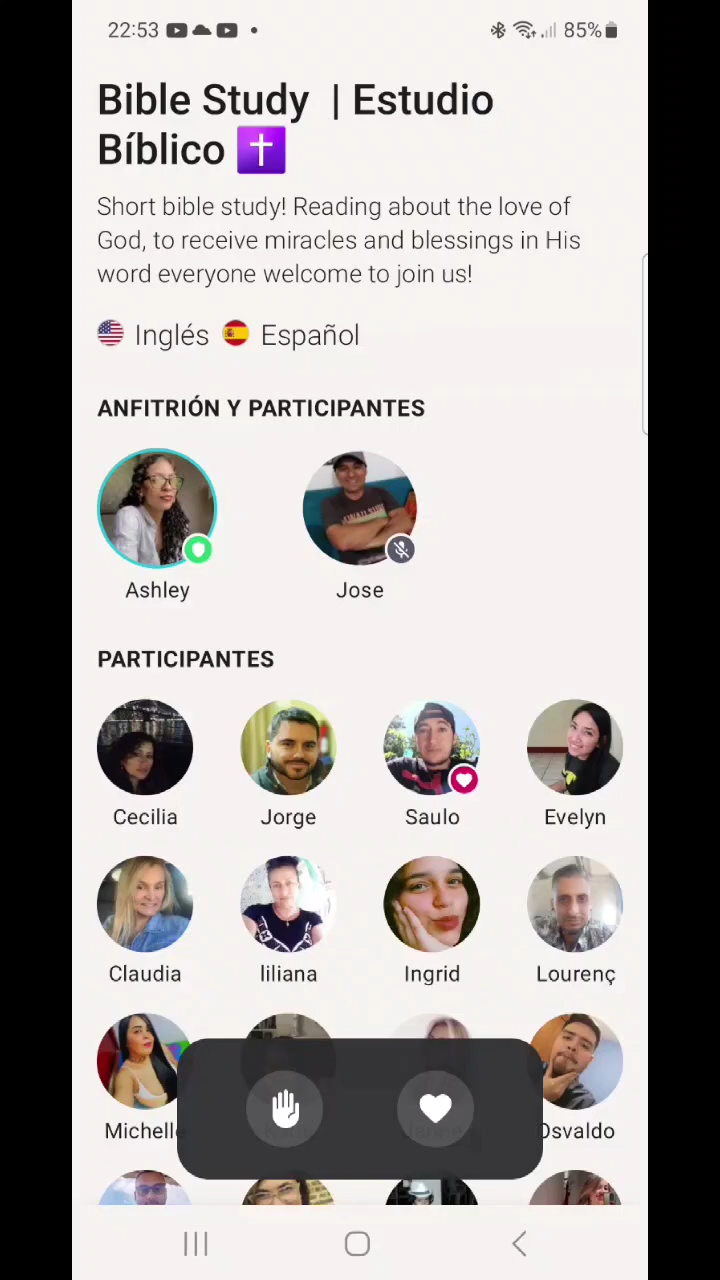 22:53
85%
Bible Study | Estudio
Bíblico
Short bible study! Reading about the love of
God, to receive miracles and blessings in His
word everyone welcome to join us!
Inglés Español
ANFITRIÓN Y PARTICIPANTES
Ashley Jose
PARTICIPANTES
Cecilia Jorge Saulo Evelyn
Claudia liliana Ingrid Lourenç
Michelle Osvaldo